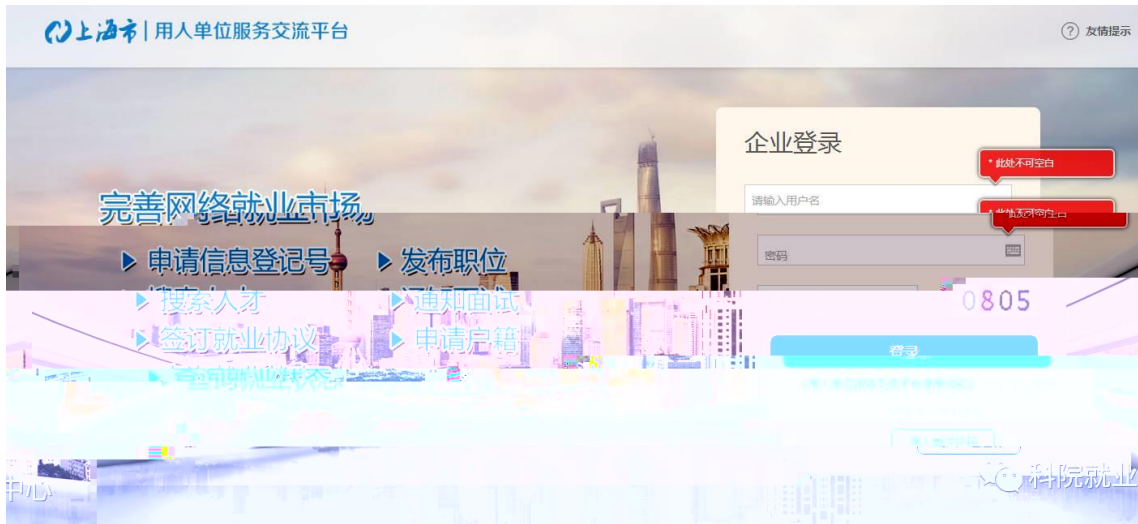 上海市 | 用人单位服务交流平台
? 友情提示
企业登录
* 此处不可空白
请输入用户名
完善网络就业市场
申请信息登记号
发布职位
密码
搜索人才
通知面试
0805
签订就业协议
申请户籍
登录
中心
科院就业